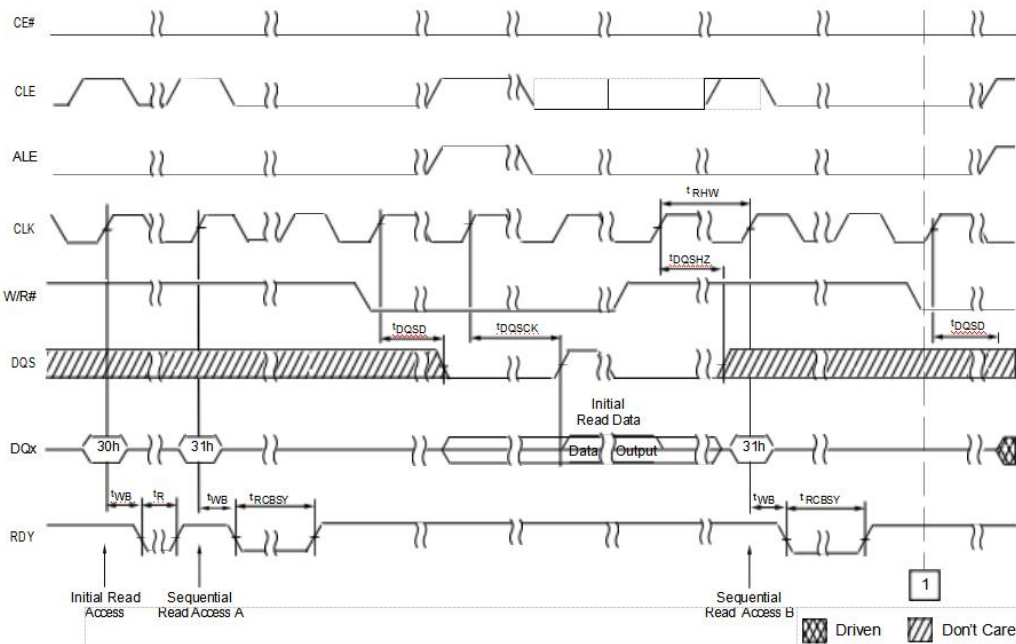 CE#
CLE
ALE
tRHW
CLK
tDQSHZ
W/R#
tDQSD
tDQSCK
tDQSD
DQS
Initial
Read Data
DQx
30h
31h
Data Output
31h
tWB
tR
tWB
tRCBSY
tWB
tRCBSY
RDY
1
Initial Read
Access
Sequential
Read Access A
Sequential
Read Access B
Driven
Don't Care